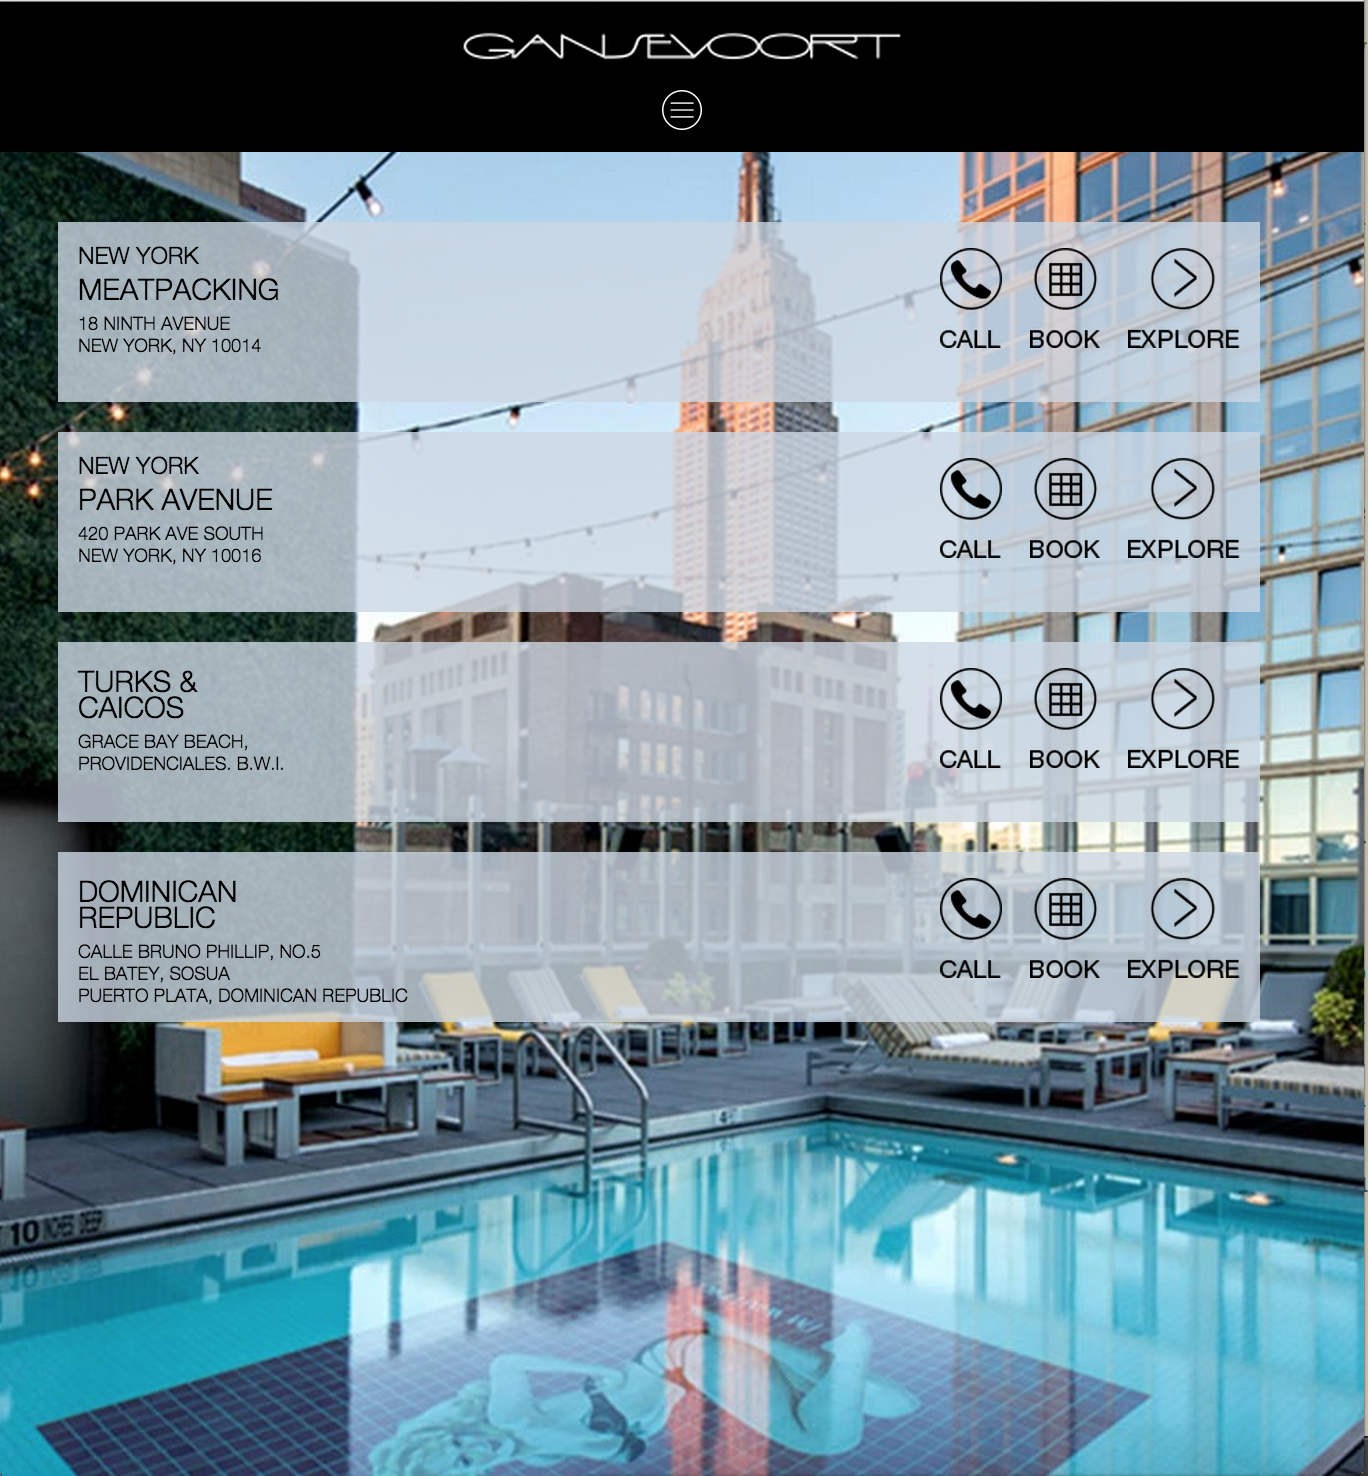 GANSEVOORT
NEW YORK
MEATPACKING
18 NINTH AVENUE
NEW YORK, NY 10014
CALL BOOK EXPLORE
NEW YORK
PARK AVENUE
420 PARK AVE SOUTH
NEW YORK, NY 10016
CALL BOOK EXPLORE
TURKS &
CAICOS
GRACE BAY BEACH,
PROVIDENCIALES. B.W.I.
CALL BOOK EXPLORE
DOMINICAN
REPUBLIC
CALLE BRUNO PHILLIP, NO.5
EL BATEY, SOSUA
PUERTO PLATA, DOMINICAN REPUBLIC
CALL BOOK EXPLORE
10 INCHES DEEP